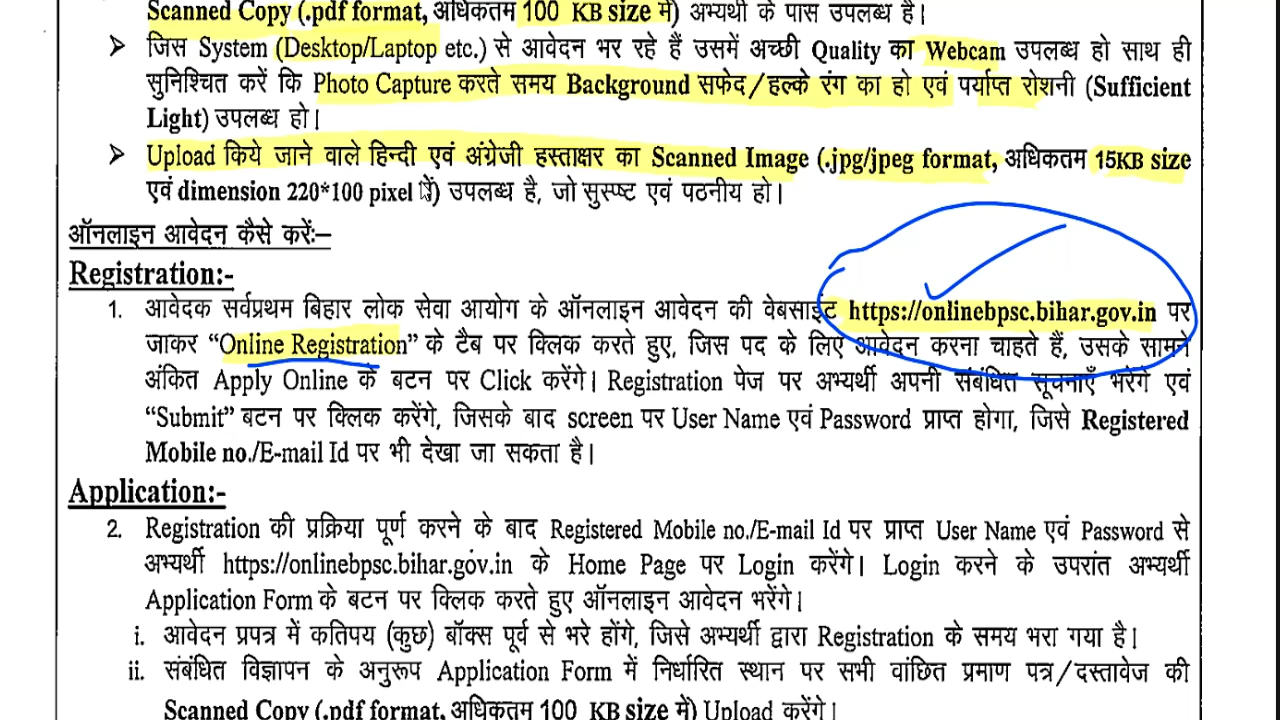 Scanned Copy (.pdf format, अधिकतम 100 KB size में) अभ्यर्थी के पास उपलब्ध है।
➢ जिस System (Desktop/Laptop etc.) से आवेदन भर रहे हैं उसमें अच्छी Quality का Webcam उपलब्ध हो साथ ही
सुनिश्चित करें कि Photo Capture करते समय Background सफेद/हल्के रंग का हो एवं पर्याप्त रोशनी (Sufficient
Light) उपलब्ध हो।
➢ Upload किये जाने वाले हिन्दी एवं अंग्रेजी हस्ताक्षर का Scanned Image (.jpg/jpeg format, अधिकतम 15KB size
एवं dimension 220*100 pixel में) उपलब्ध है, जो सुस्पष्ट एवं पठनीय हो।
ऑनलाइन आवेदन कैसे करें:–
Registration:-
1. आवेदक सर्वप्रथम बिहार लोक सेवा आयोग के ऑनलाइन आवेदन की वेबसाईट https://onlinebpsc.bihar.gov.in पर
जाकर “Online Registration” के टैब पर क्लिक करते हुए, जिस पद के लिए आवेदन करना चाहते हैं, उसके सामने
अंकित Apply Online के बटन पर Click करेंगे। Registration पेज पर अभ्यर्थी अपनी संबंधित सूचनाएँ भरेंगे एवं
“Submit” बटन पर क्लिक करेंगे, जिसके बाद screen पर User Name एवं Password प्राप्त होगा, जिसे Registered
Mobile no./E-mail Id पर भी देखा जा सकता है।
Application:-
2. Registration की प्रक्रिया पूर्ण करने के बाद Registered Mobile no./E-mail Id पर प्राप्त User Name एवं Password से
अभ्यर्थी https://onlinebpsc.bihar.gov.in के Home Page पर Login करेंगे। Login करने के उपरांत अभ्यर्थी
Application Form के बटन पर क्लिक करते हुए ऑनलाइन आवेदन भरेंगे।
i. आवेदन प्रपत्र में कतिपय (कुछ) बॉक्स पूर्व से भरे होंगे, जिसे अभ्यर्थी द्वारा Registration के समय भरा गया है।
ii. संबंधित विज्ञापन के अनुरूप Application Form में निर्धारित स्थान पर सभी वांछित प्रमाण पत्र/दस्तावेज की
Scanned Copy (.pdf format, अधिकतम 100 KB size में) Upload करेंगे।